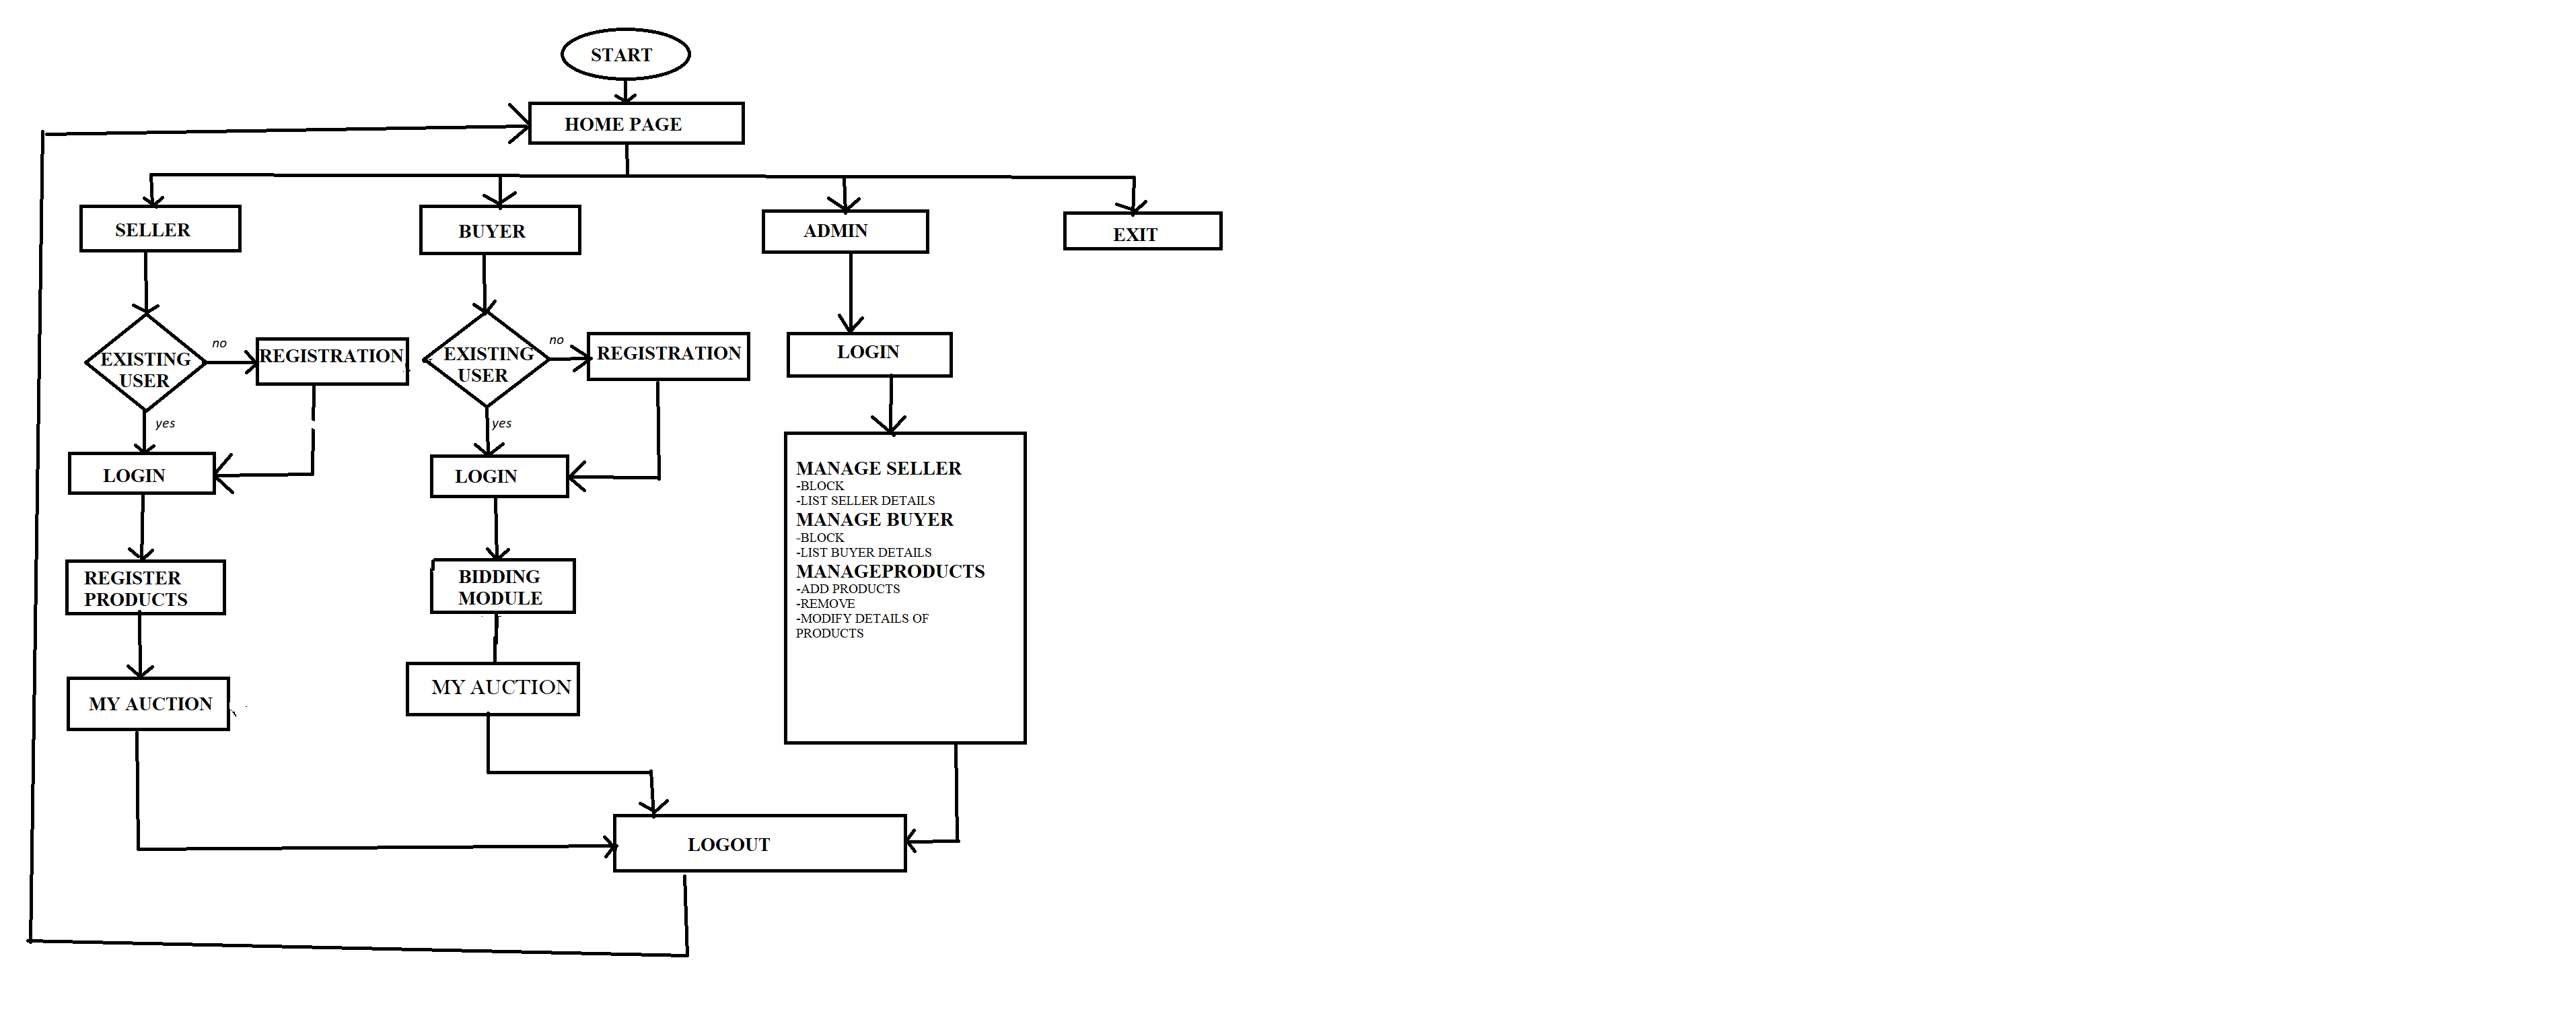 START
HOME PAGE
SELLER
BUYER
ADMIN
EXIT
EXISTING
USER
no
REGISTRATION
yes
EXISTING
USER
no
REGISTRATION
yes
LOGIN
LOGIN
LOGIN
REGISTER
PRODUCTS
BIDDING
MODULE
MANAGE SELLER
-BLOCK
-LIST SELLER DETAILS
MANAGE BUYER
-BLOCK
-LIST BUYER DETAILS
MANAGEPRODUCTS
-ADD PRODUCTS
-REMOVE
-MODIFY DETAILS OF
PRODUCTS
MY AUCTION
MY AUCTION
LOGOUT